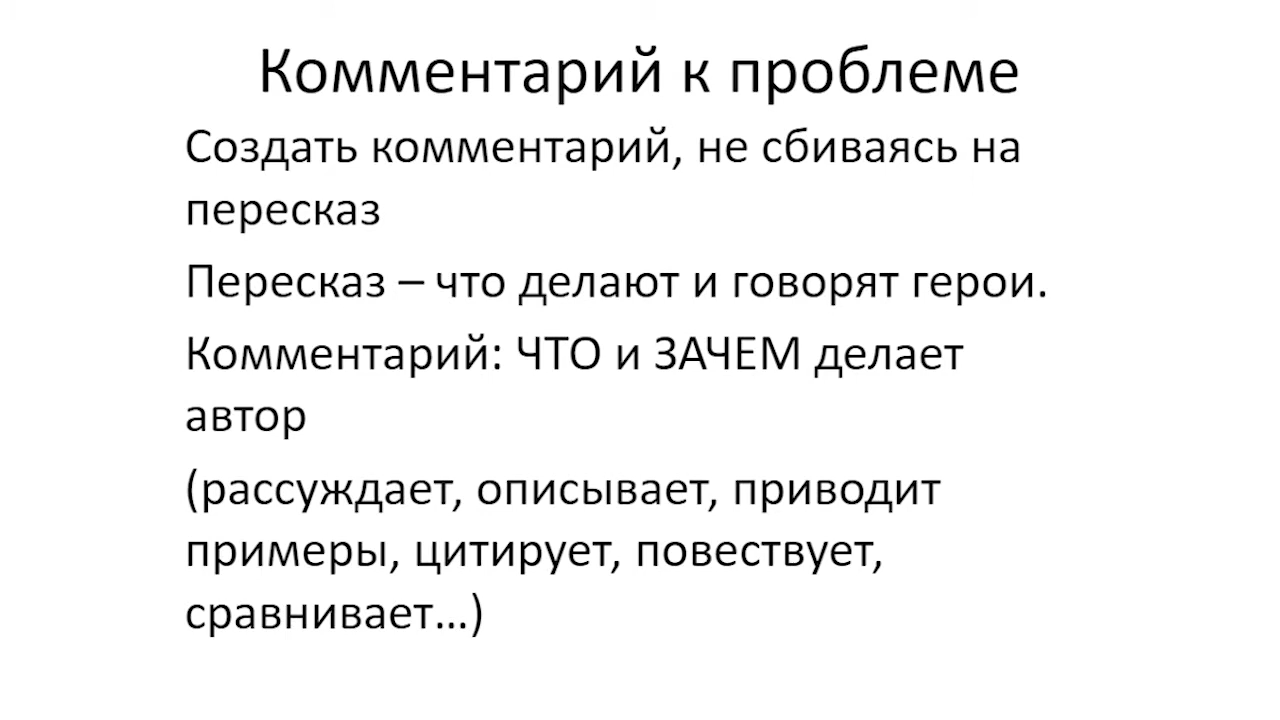 Комментарий к проблеме
Создать комментарий, не сбиваясь на
пересказ
Пересказ – что делают и говорят герои.
Комментарий: ЧТО и ЗАЧЕМ делает
автор
(рассуждает, описывает, приводит
примеры, цитирует, повествует,
сравнивает…)